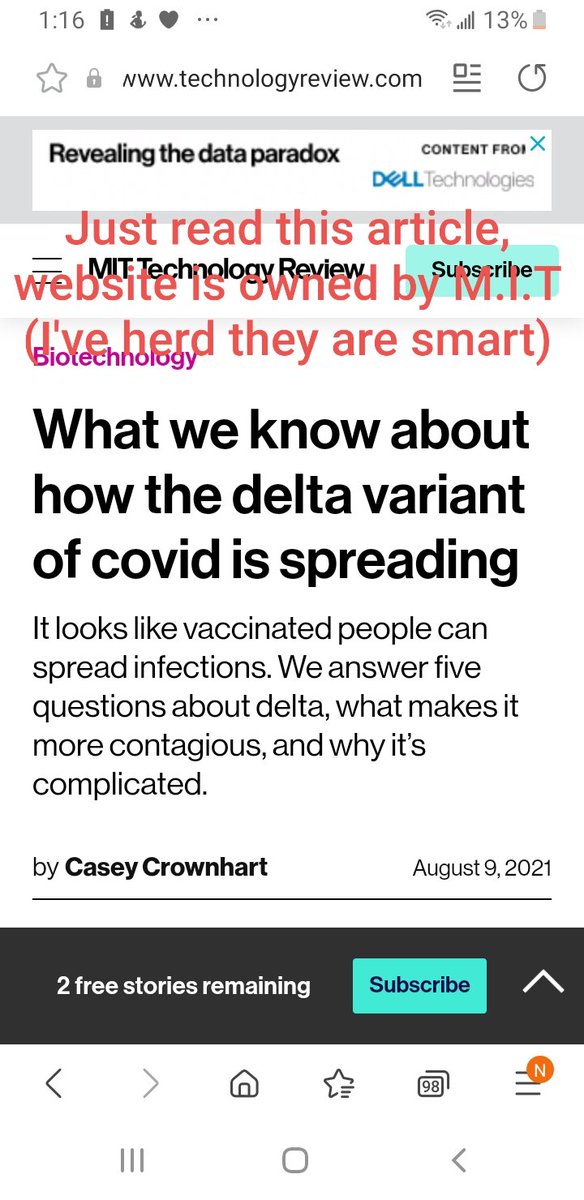 1:16 ··· 13%
www.technologyreview.com
Revealing the data paradox
CONTENT FROM
DELLTechnologies
Just read this article,
MIT Technology Review
Subscribe
website is owned by M.I.T
(I've herd they are smart)
Biotechnology
What we know about
how the delta variant
of covid is spreading
It looks like vaccinated people can
spread infections. We answer five
questions about delta, what makes it
more contagious, and why it's
complicated.
by Casey Crownhart August 9, 2021
2 free stories remaining Subscribe
98
N